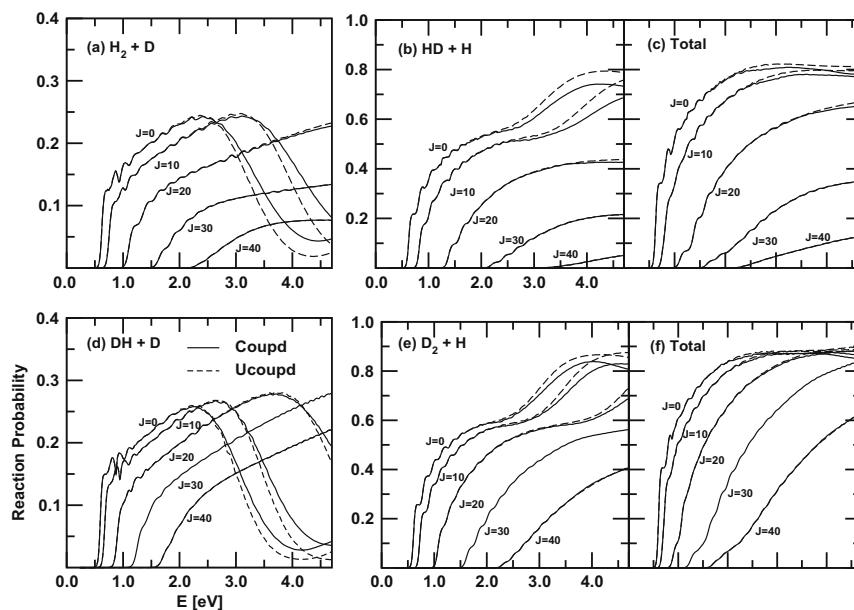 (a) H2 + D
(b) HD + H
(c) Total
0.4
0.3
0.2
0.1
1.0
0.8
0.6
0.4
0.2
J=0
J=10
J=20
J=30
J=40
J=0
J=10
J=20
J=30
J=40
J=0
J=10
J=20
J=30
J=40
0.0 1.0 2.0 3.0 4.0
0.0 1.0 2.0 3.0 4.0
(d) DH + D
Coupd
Ucoupd
(e) D2 + H
(f) Total
0.4
0.3
0.2
0.1
1.0
0.8
0.6
0.4
0.2
J=0
J=10
J=20
J=30
J=40
J=0
J=10
J=20
J=30
J=40
J=0
J=10
J=20
J=30
J=40
0.0 1.0 2.0 3.0 4.0
0.0 1.0 2.0 3.0 4.0
Reaction Probability
E [eV]